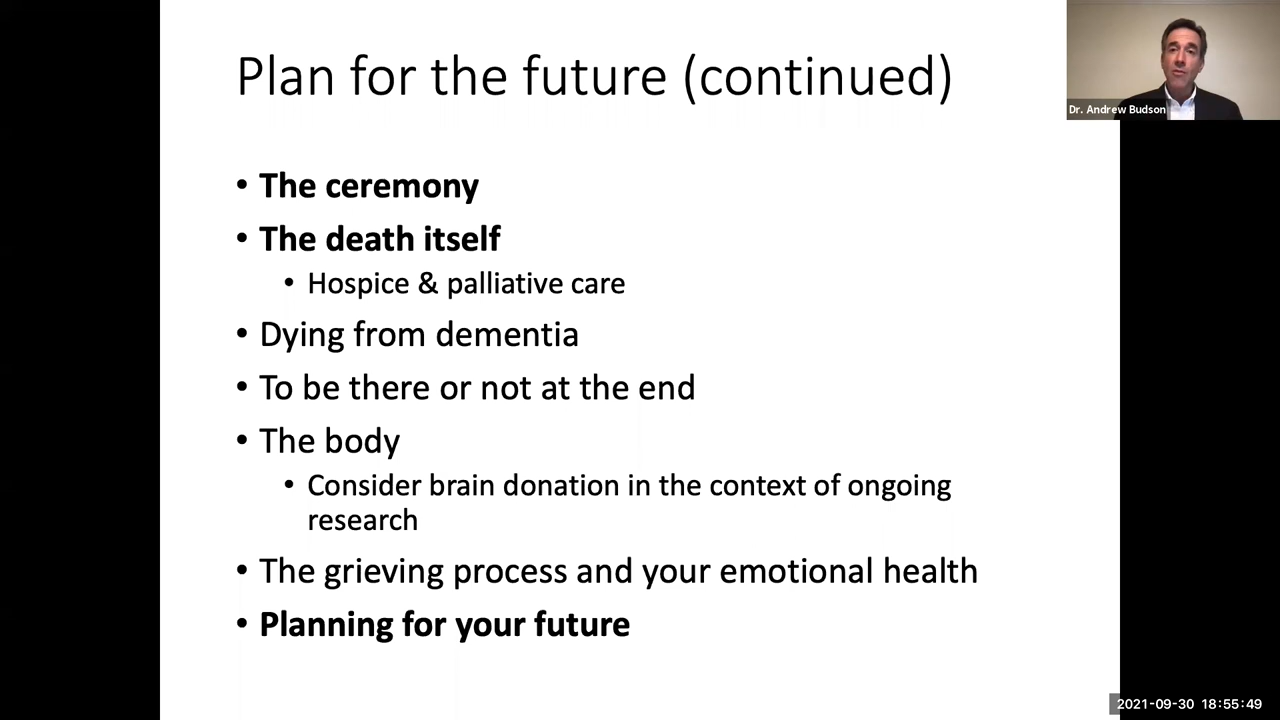 Plan for the future (continued)
Dr. Andrew Budson
• The ceremony
• The death itself
• Hospice & palliative care
• Dying from dementia
• To be there or not at the end
• The body
• Consider brain donation in the context of ongoing
research
• The grieving process and your emotional health
• Planning for your future
2021-09-30 18:55:49